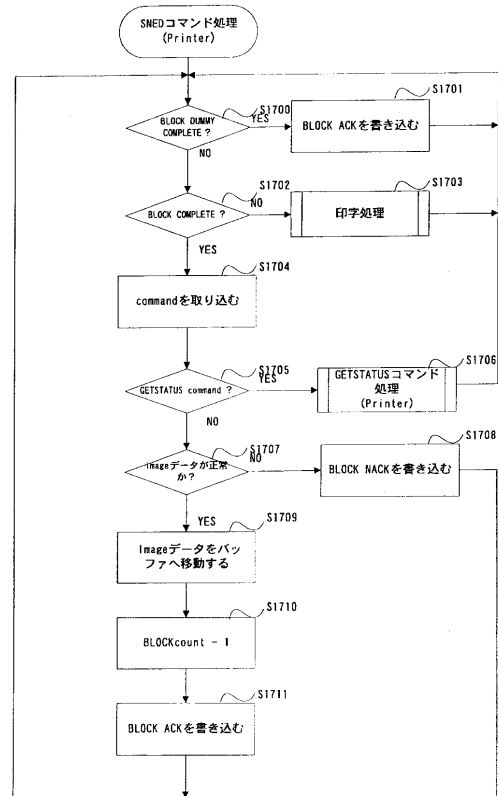 SNEDコマンド処理
(Printer)
S1700
BLOCK DUMMY
COMPLETE ?
YES
S1701
BLOCK ACKを書き込む
NO
S1702
BLOCK COMPLETE ?
NO
S1703
印字処理
YES
S1704
commandを取り込む
S1705
GETSTATUS command ?
YES
S1706
GETSTATUSコマンド
処理
(Printer)
NO
S1707
Imageデータが正常
か?
NO
S1708
BLOCK NACKを書き込む
YES
S1709
Imageデータをバッ
ファへ移動する
S1710
BLOCKcount - 1
S1711
BLOCK ACKを書き込む